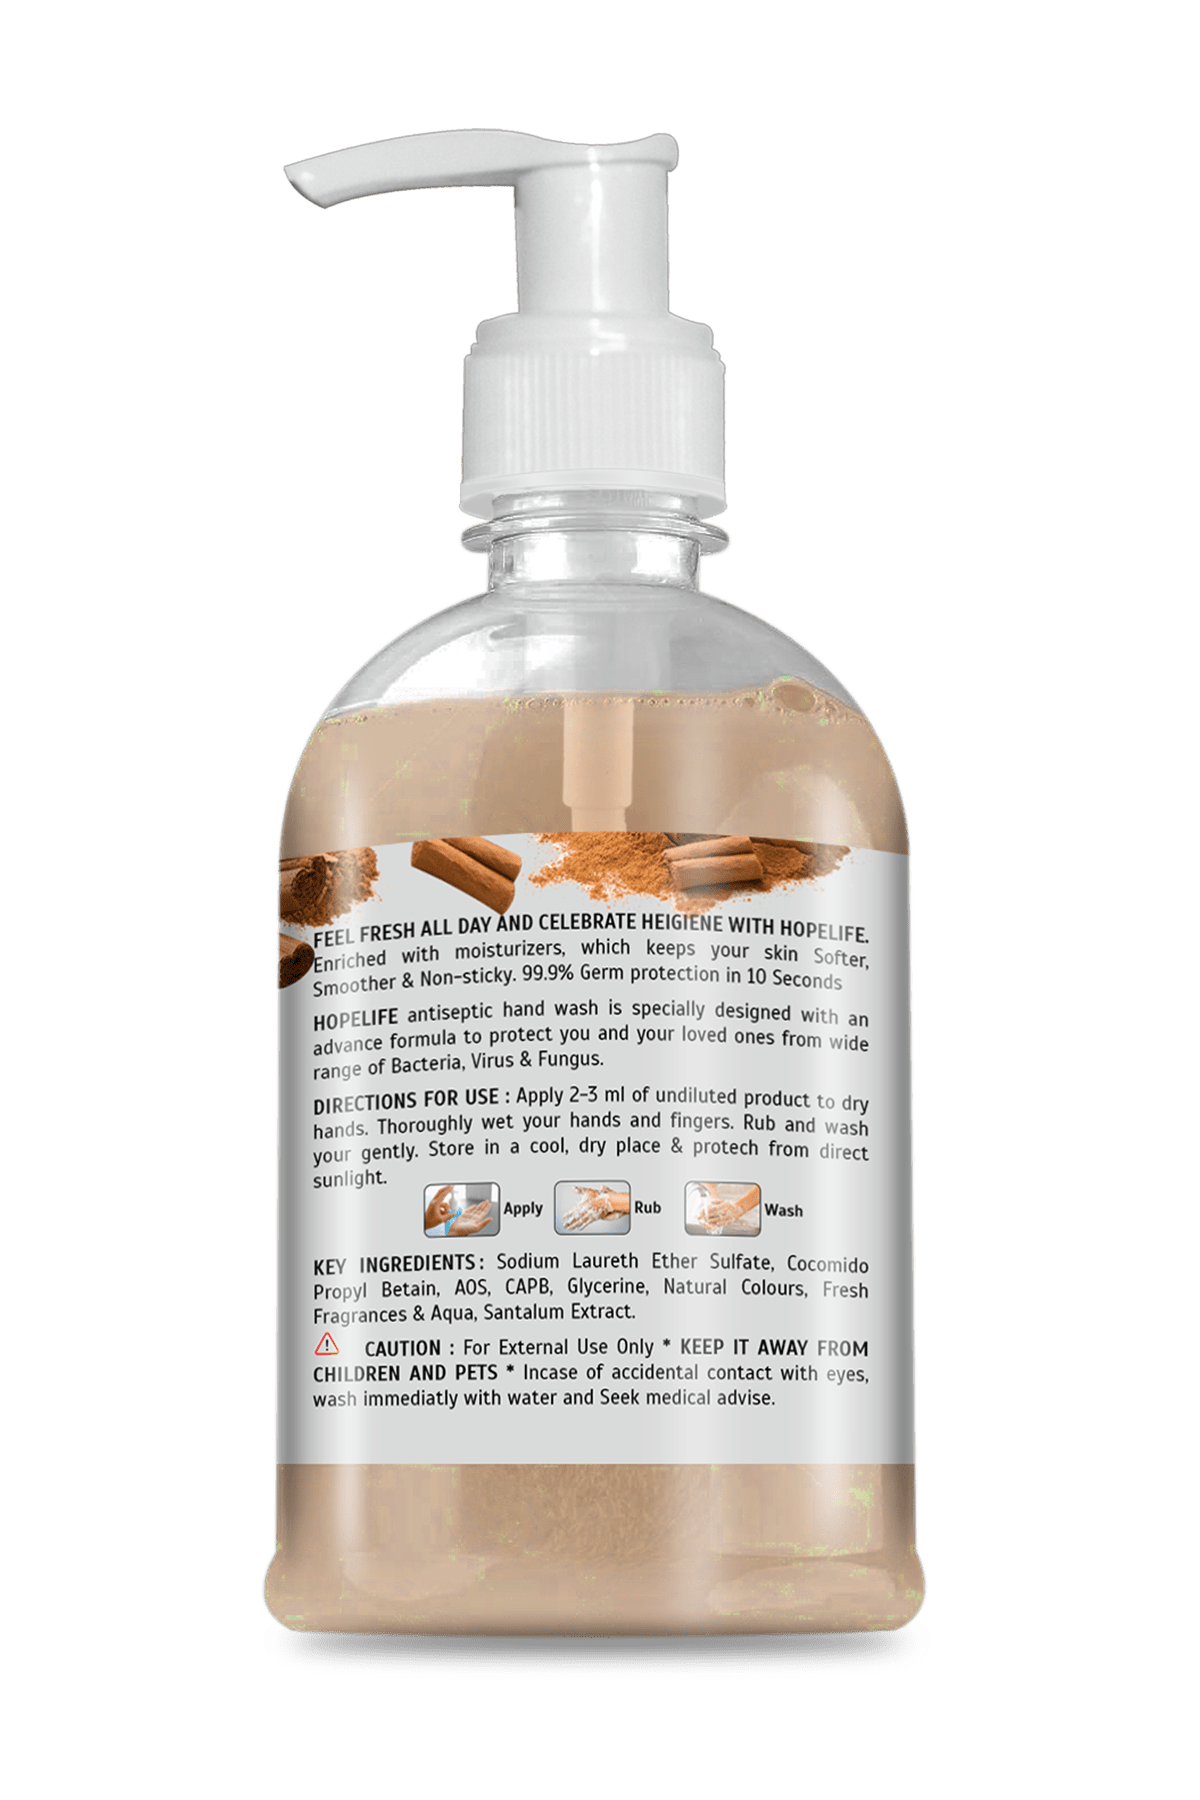 FEEL FRESH ALL DAY AND CELEBRATE HEIGIENE WITH HOPELIFE.
Enriched with moisturizers, which keeps your skin Softer,
Smoother & Non-sticky. 99.9% Germ protection in 10 Seconds
HOPELIFE antiseptic hand wash is specially designed with an
advance formula to protect you and your loved ones from wide
range of Bacteria, Virus & Fungus.
DIRECTIONS FOR USE : Apply 2-3 ml of undiluted product to dry
hands. Thoroughly wet your hands and fingers. Rub and wash
your gently. Store in a cool, dry place & protech from direct
sunlight.
Apply Rub Wash
KEY INGREDIENTS: Sodium Laureth Ether Sulfate, Cocomido
Propyl Betain, AOS, CAPB, Glycerine, Natural Colours, Fresh
Fragrances & Aqua, Santalum Extract.
CAUTION : For External Use Only * KEEP IT AWAY FROM
CHILDREN AND PETS * Incase of accidental contact with eyes,
wash immediatly with water and Seek medical advise.